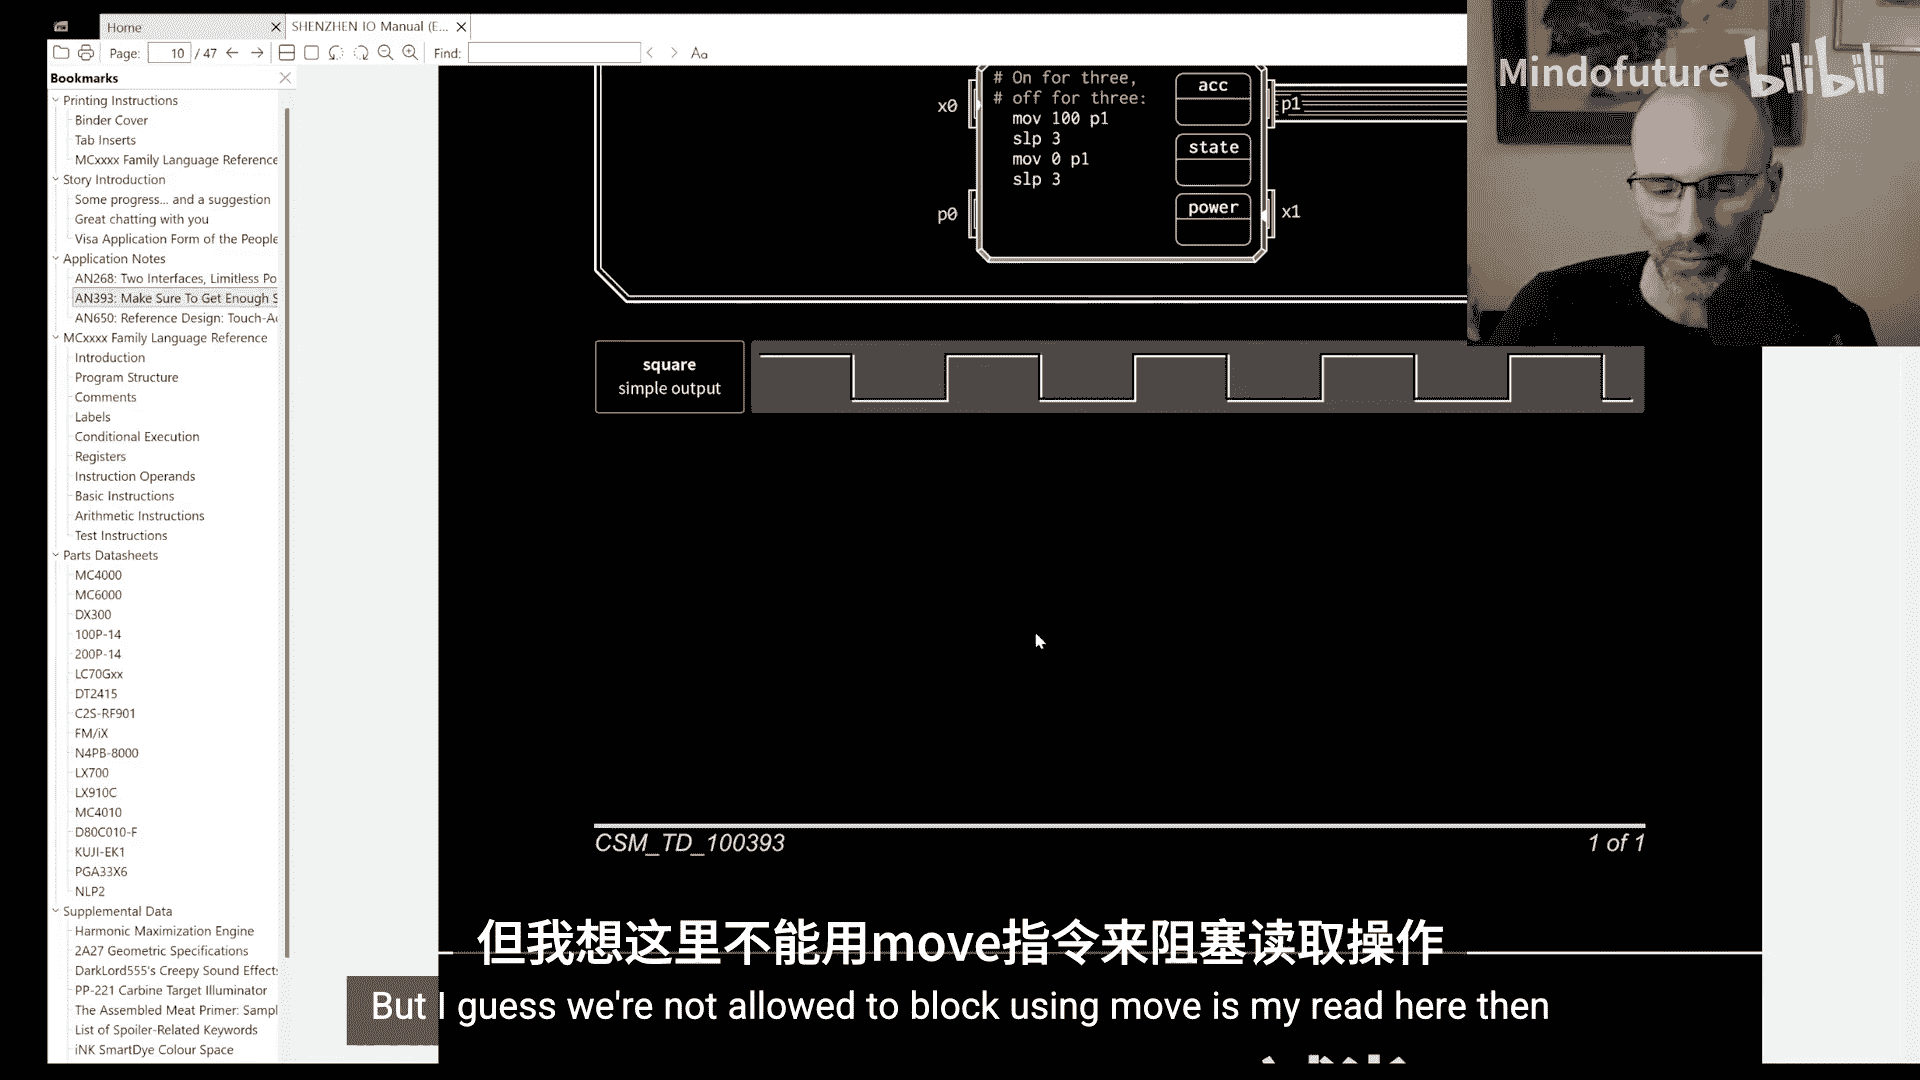 Home
SHENZHEN IO Manual (E...
Page: 10 / 47
Find:
Aa
Bookmarks
Printing Instructions
Binder Cover
Tab Inserts
MCxxxx Family Language Reference
Story Introduction
Some progress... and a suggestion
Great chatting with you
Visa Application Form of the People
Application Notes
AN268: Two Interfaces, Limitless Po
AN393: Make Sure To Get Enough S
AN650: Reference Design: Touch-Ac
MCxxxx Family Language Reference
Introduction
Program Structure
Comments
Labels
Conditional Execution
Registers
Instruction Operands
Basic Instructions
Arithmetic Instructions
Test Instructions
Parts Datasheets
MC4000
MC6000
DX300
100P-14
200P-14
LC70Gxx
DT2415
C2S-RF901
FM/iX
N4PB-8000
LX700
LX910C
MC4010
D80C010-F
KUJI-EK1
PGA33X6
NLP2
Supplemental Data
Harmonic Maximization Engine
2A27 Geometric Specifications
DarkLord555's Creepy Sound Effects
PP-221 Carbine Target Illuminator
The Assembled Meat Primer: Sampl
List of Spoiler-Related Keywords
iNK SmartDye Colour Space
x0
p0
# On for three,
# off for three:
mov 100 p1
slp 3
mov 0 p1
slp 3
acc
state
power
p1
x1
square
simple output
CSM_TD_100393
1 of 1
Mindofuture bilibili
但我想这里不能用move指令来阻塞读取操作
But I guess we're not allowed to block using move is my read here then